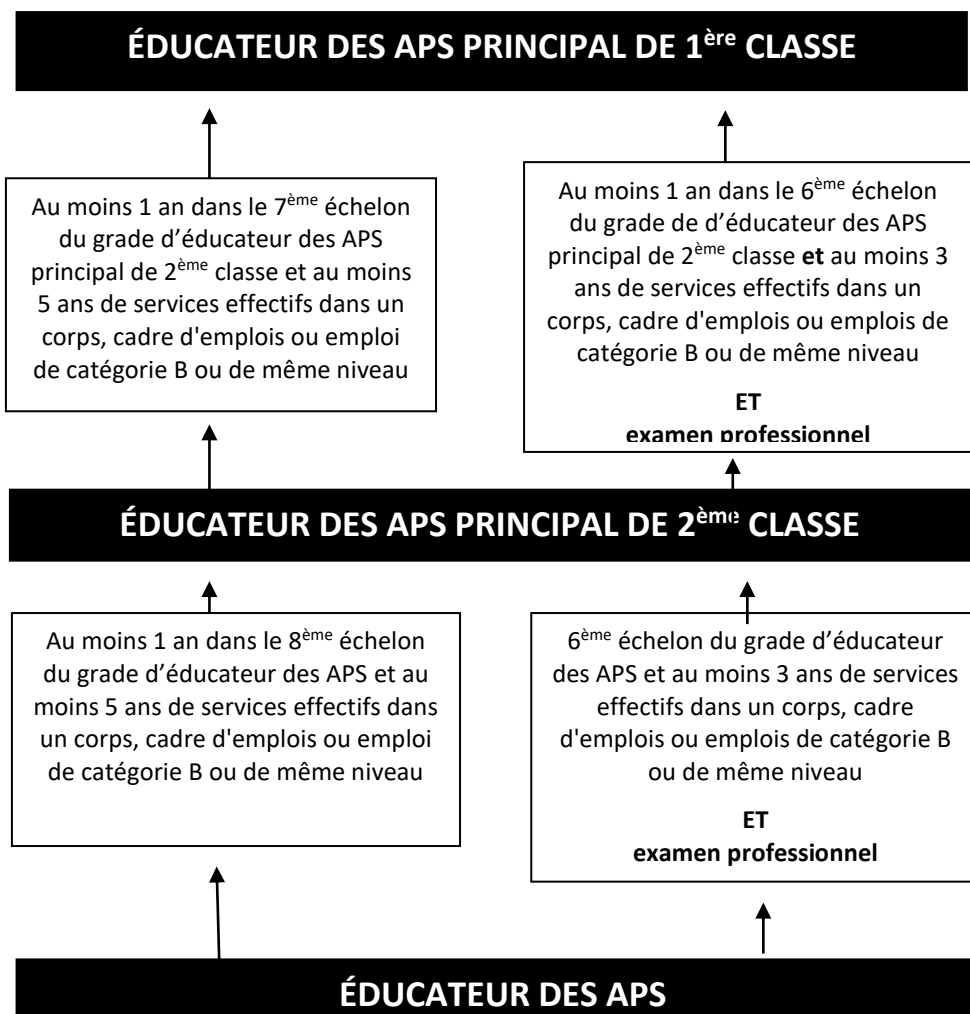 ÉDUCATEUR DES APS PRINCIPAL DE 1ère CLASSE
Au moins 1 an dans le 7ème échelon
du grade d’éducateur des APS
principal de 2ème classe et au moins
5 ans de services effectifs dans un
corps, cadre d'emplois ou emploi
de catégorie B ou de même niveau
Au moins 1 an dans le 6ème échelon
du grade de d’éducateur des APS
principal de 2ème classe et au moins 3
ans de services effectifs dans un
corps, cadre d'emplois ou emplois de
catégorie B ou de même niveau
ET
examen professionnel
ÉDUCATEUR DES APS PRINCIPAL DE 2ème CLASSE
Au moins 1 an dans le 8ème échelon
du grade d’éducateur des APS et au
moins 5 ans de services effectifs dans
un corps, cadre d'emplois ou emploi
de catégorie B ou de même niveau
6ème échelon du grade d’éducateur
des APS et au moins 3 ans de services
effectifs dans un corps, cadre
d'emplois ou emplois de catégorie B
ou de même niveau
ET
examen professionnel
ÉDUCATEUR DES APS